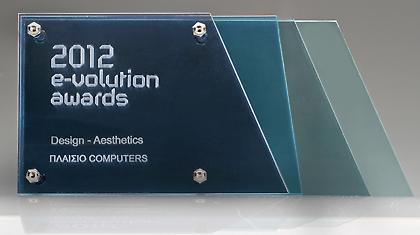 2012
e-volution
awards
Design - Aesthetics
ΠΛΑΙΣΙΟ COMPUTERS